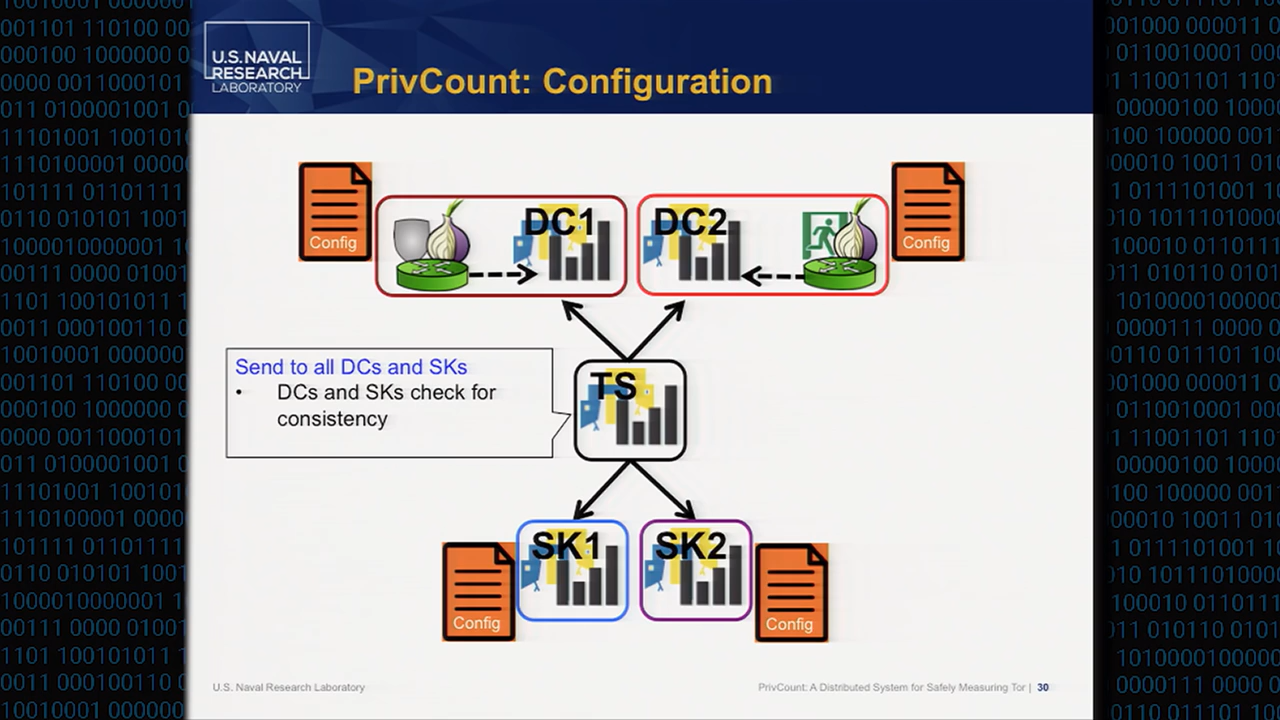 U.S. NAVAL
RESEARCH
LABORATORY
PrivCount: Configuration
Config
DC1
DC2
Config
Send to all DCs and SKs
• DCs and SKs check for
consistency
TS
Config
SK1
SK2
Config
U.S. Naval Research Laboratory
PrivCount: A Distributed System for Safely Measuring Tor | 30